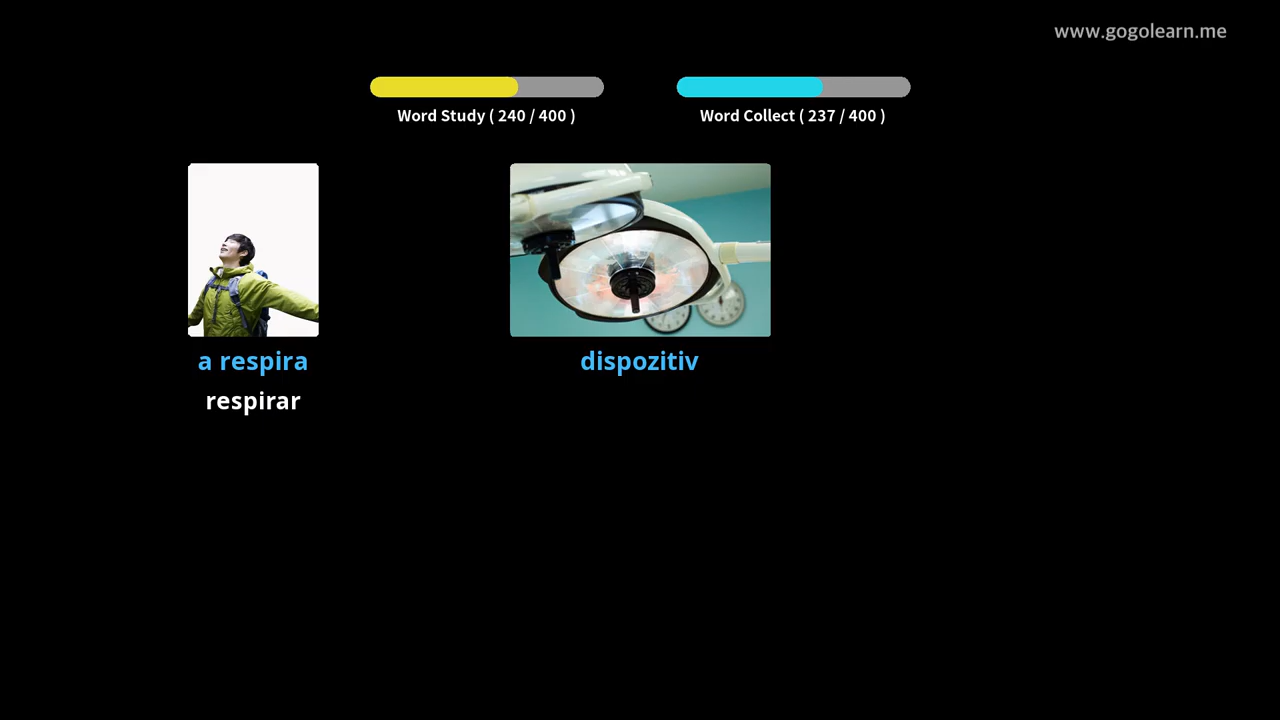 www.gogolearn.me
Word Study ( 240 / 400 )
Word Collect ( 237 / 400 )
a respira
dispozitiv
respirar